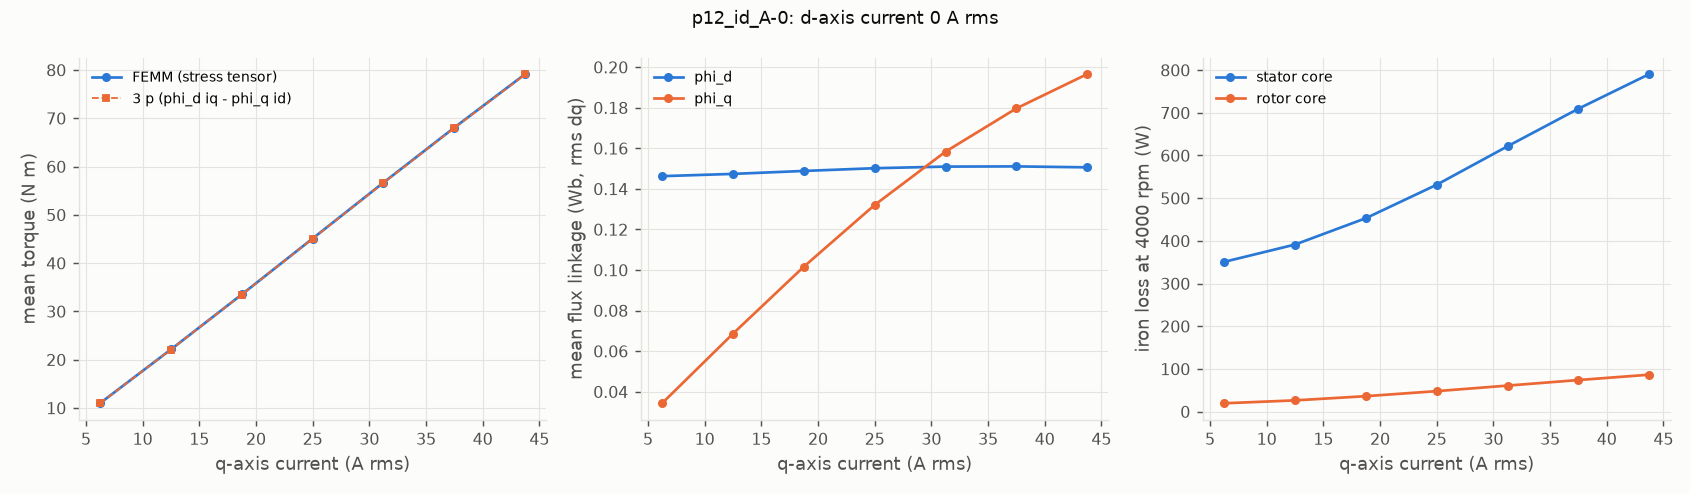 p12_id_A-0: d-axis current 0 A rms
mean torque (N m)
80
70
60
50
40
30
20
10
FEMM (stress tensor)
3 p (phi_d iq - phi_q id)
5 10 15 20 25 30 35 40 45
q-axis current (A rms)
mean flux linkage (Wb, rms dq)
0.20
0.18
0.16
0.14
0.12
0.10
0.08
0.06
0.04
phi_d
phi_q
5 10 15 20 25 30 35 40 45
q-axis current (A rms)
iron loss at 4000 rpm (W)
800
700
600
500
400
300
200
100
0
stator core
rotor core
5 10 15 20 25 30 35 40 45
q-axis current (A rms)